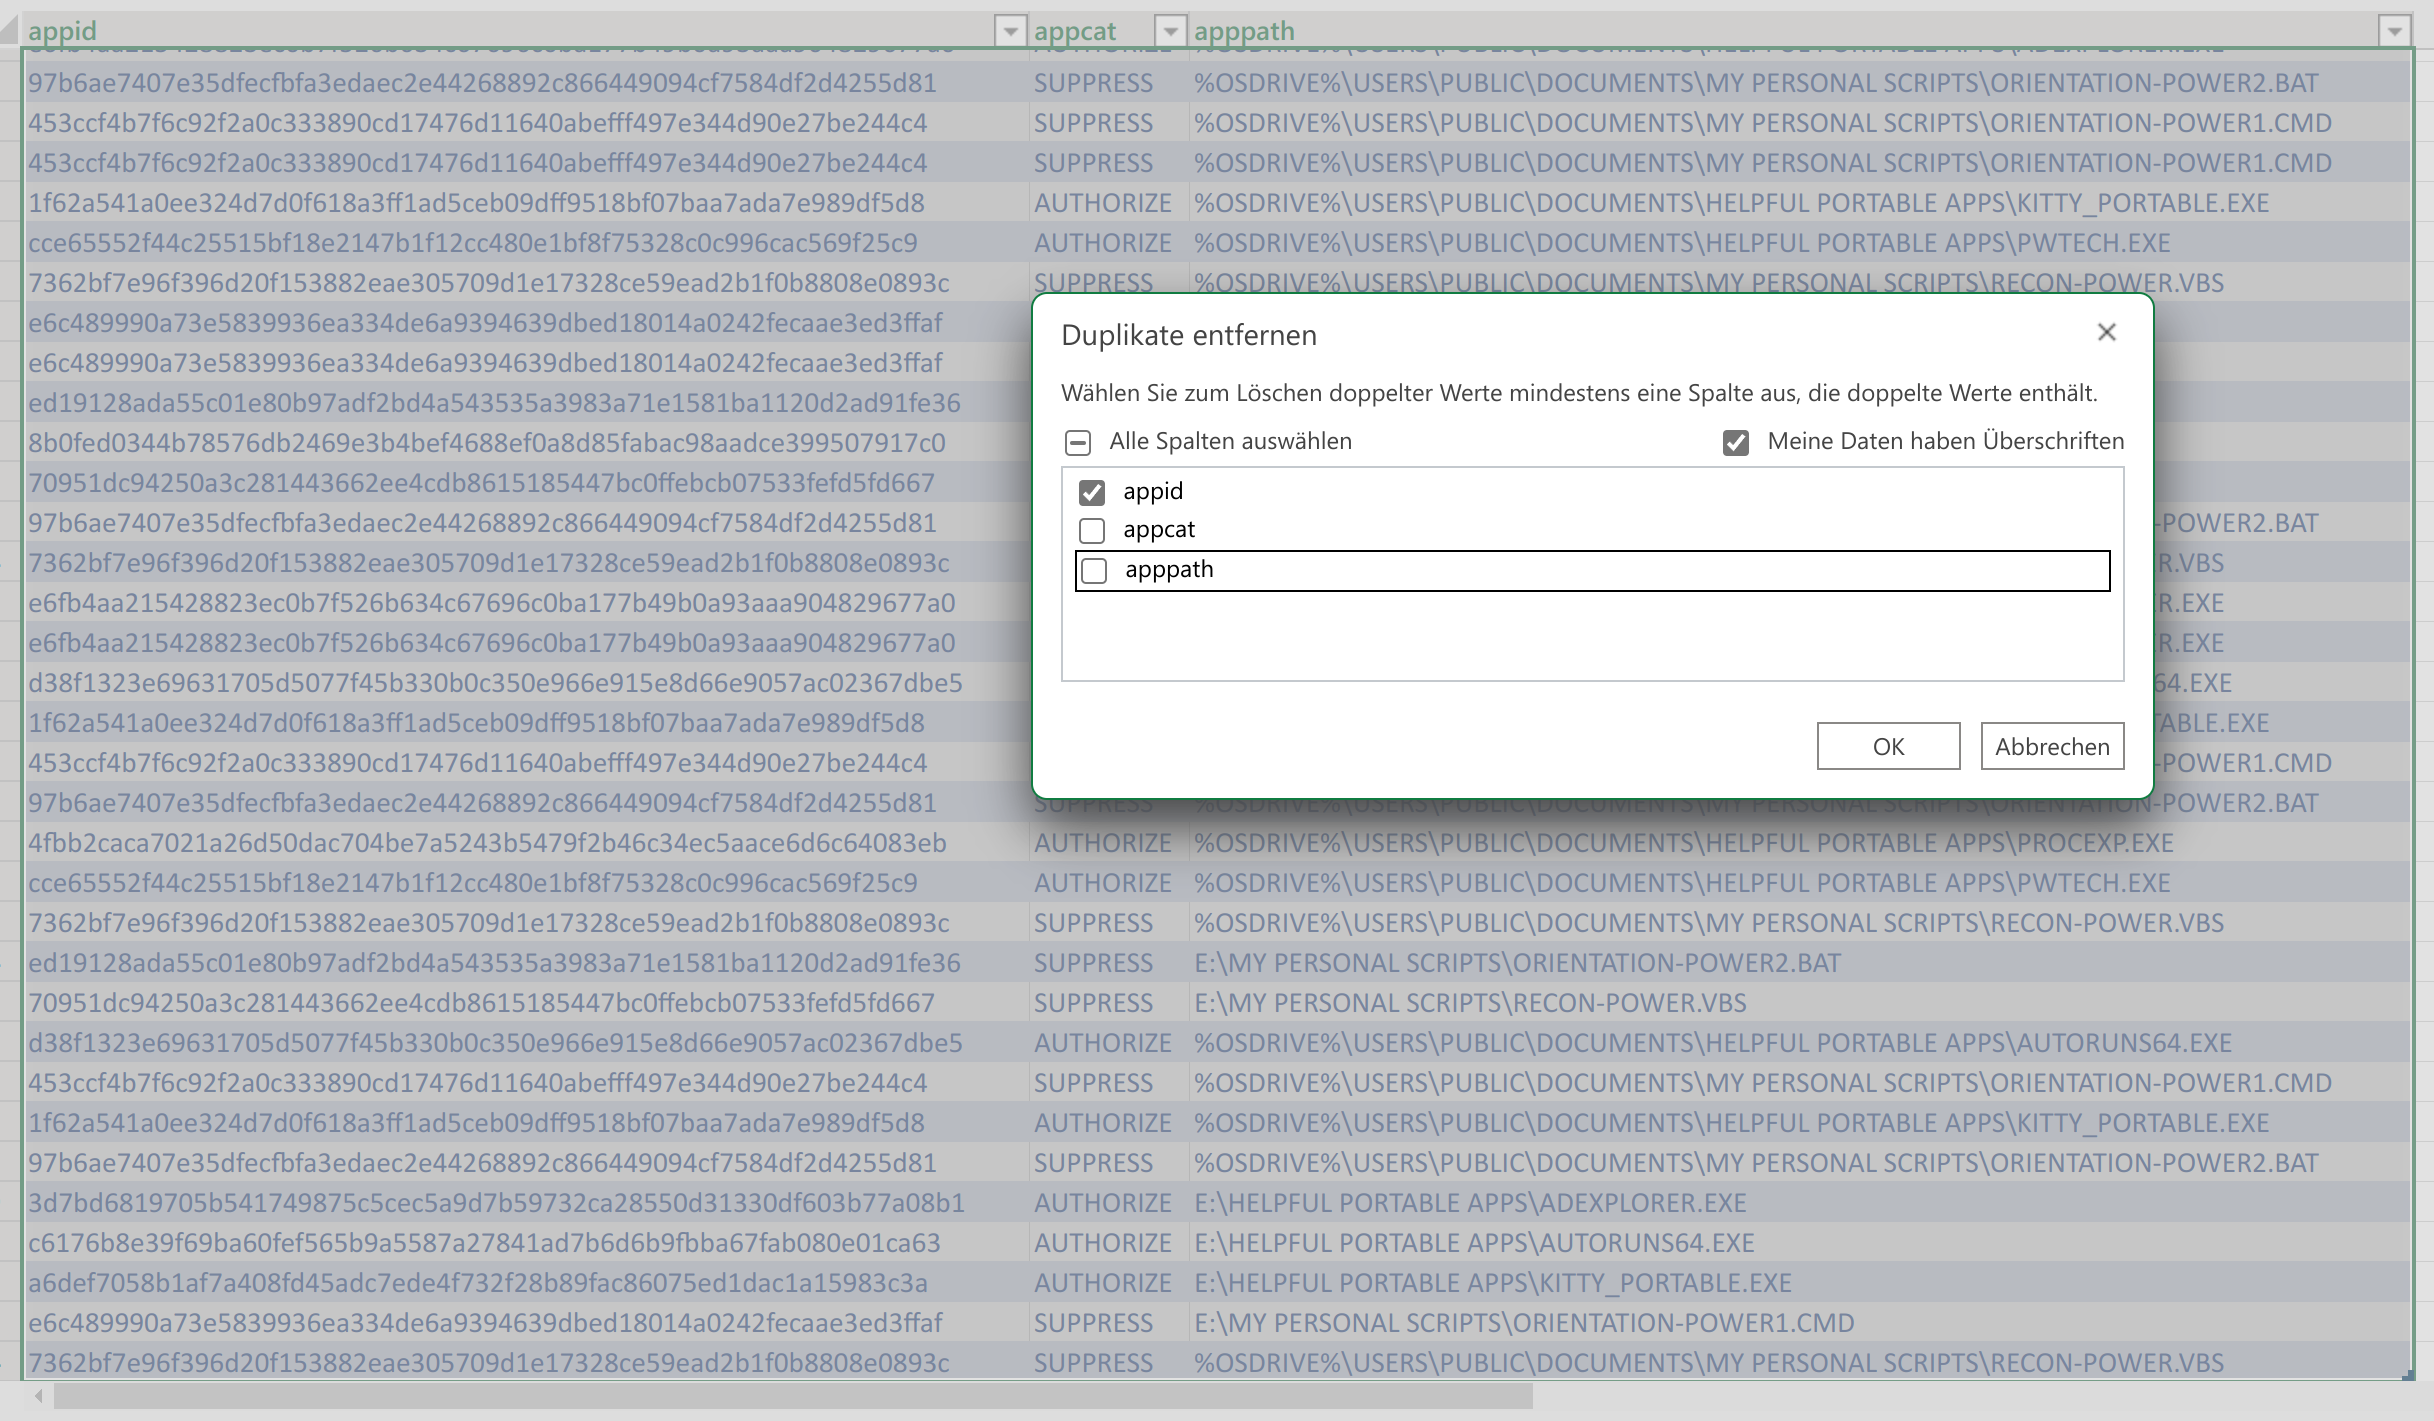 appid appcat apppath
97b6ae7407e35dfecfbfa3edaec2e44268892c866449094cf7584df2d4255d81 SUPPRESS %OSDRIVE%\USERS\PUBLIC\DOCUMENTS\MY PERSONAL SCRIPTS\ORIENTATION-POWER2.BAT
453ccf4b7f6c92f2a0c333890cd17476d11640abefff497e344d90e27be244c4 SUPPRESS %OSDRIVE%\USERS\PUBLIC\DOCUMENTS\MY PERSONAL SCRIPTS\ORIENTATION-POWER1.CMD
453ccf4b7f6c92f2a0c333890cd17476d11640abefff497e344d90e27be244c4 SUPPRESS %OSDRIVE%\USERS\PUBLIC\DOCUMENTS\MY PERSONAL SCRIPTS\ORIENTATION-POWER1.CMD
1f62a541a0ee324d7d0f618a3ff1ad5ceb09dff9518bf07baa7ada7e989df5d8 AUTHORIZE %OSDRIVE%\USERS\PUBLIC\DOCUMENTS\HELPFUL PORTABLE APPS\KITTY_PORTABLE.EXE
cce65552f44c25515bf18e2147b1f12cc480e1bf8f75328c0c996cac569f25c9 AUTHORIZE %OSDRIVE%\USERS\PUBLIC\DOCUMENTS\HELPFUL PORTABLE APPS\PWTECH.EXE
7362bf7e96f396d20f153882eae305709d1e17328ce59ead2b1f0b8808e0893c SUPPRESS %OSDRIVE%\USERS\PUBLIC\DOCUMENTS\MY PERSONAL SCRIPTS\RECON-POWER.VBS
e6c489990a73e5839936ea334de6a9394639dbed18014a0242fecaae3ed3ffaf
e6c489990a73e5839936ea334de6a9394639dbed18014a0242fecaae3ed3ffaf
ed19128ada55c01e80b97adf2bd4a543535a3983a71e1581ba1120d2ad91fe36
8b0fed0344b78576db2469e3b4bef4688ef0a8d85fabac98aadce399507917c0
70951dc94250a3c281443662ee4cdb8615185447bc0ffebcb07533fefd5fd667
97b6ae7407e35dfecfbfa3edaec2e44268892c866449094cf7584df2d4255d81 -POWER2.BAT
7362bf7e96f396d20f153882eae305709d1e17328ce59ead2b1f0b8808e0893c R.VBS
e6fb4aa215428823ec0b7f526b634c67696c0ba177b49b0a93aaa904829677a0 R.EXE
e6fb4aa215428823ec0b7f526b634c67696c0ba177b49b0a93aaa904829677a0 R.EXE
d38f1323e69631705d5077f45b330b0c350e966e915e8d66e9057ac02367dbe5 64.EXE
1f62a541a0ee324d7d0f618a3ff1ad5ceb09dff9518bf07baa7ada7e989df5d8 TABLE.EXE
453ccf4b7f6c92f2a0c333890cd17476d11640abefff497e344d90e27be244c4 -POWER1.CMD
Duplikate entfernen
Wählen Sie zum Löschen doppelter Werte mindestens eine Spalte aus, die doppelte Werte enthält.
Alle Spalten auswählen Meine Daten haben Überschriften
appid
appcat
apppath
OK Abbrechen
97b6ae7407e35dfecfbfa3edaec2e44268892c866449094cf7584df2d4255d81 SUPPRESS %OSDRIVE%\USERS\PUBLIC\DOCUMENTS\MY PERSONAL SCRIPTS\ORIENTATION-POWER2.BAT
4fbb2caca7021a26d50dac704be7a5243b5479f2b46c34ec5aace6d6c64083eb AUTHORIZE %OSDRIVE%\USERS\PUBLIC\DOCUMENTS\HELPFUL PORTABLE APPS\PROCEXP.EXE
cce65552f44c25515bf18e2147b1f12cc480e1bf8f75328c0c996cac569f25c9 AUTHORIZE %OSDRIVE%\USERS\PUBLIC\DOCUMENTS\HELPFUL PORTABLE APPS\PWTECH.EXE
7362bf7e96f396d20f153882eae305709d1e17328ce59ead2b1f0b8808e0893c SUPPRESS %OSDRIVE%\USERS\PUBLIC\DOCUMENTS\MY PERSONAL SCRIPTS\RECON-POWER.VBS
ed19128ada55c01e80b97adf2bd4a543535a3983a71e1581ba1120d2ad91fe36 SUPPRESS E:\MY PERSONAL SCRIPTS\ORIENTATION-POWER2.BAT
70951dc94250a3c281443662ee4cdb8615185447bc0ffebcb07533fefd5fd667 SUPPRESS E:\MY PERSONAL SCRIPTS\RECON-POWER.VBS
d38f1323e69631705d5077f45b330b0c350e966e915e8d66e9057ac02367dbe5 AUTHORIZE %OSDRIVE%\USERS\PUBLIC\DOCUMENTS\HELPFUL PORTABLE APPS\AUTORUNS64.EXE
453ccf4b7f6c92f2a0c333890cd17476d11640abefff497e344d90e27be244c4 SUPPRESS %OSDRIVE%\USERS\PUBLIC\DOCUMENTS\MY PERSONAL SCRIPTS\ORIENTATION-POWER1.CMD
1f62a541a0ee324d7d0f618a3ff1ad5ceb09dff9518bf07baa7ada7e989df5d8 AUTHORIZE %OSDRIVE%\USERS\PUBLIC\DOCUMENTS\HELPFUL PORTABLE APPS\KITTY_PORTABLE.EXE
97b6ae7407e35dfecfbfa3edaec2e44268892c866449094cf7584df2d4255d81 SUPPRESS %OSDRIVE%\USERS\PUBLIC\DOCUMENTS\MY PERSONAL SCRIPTS\ORIENTATION-POWER2.BAT
3d7bd6819705b541749875c5cec5a9d7b59732ca28550d31330df603b77a08b1 AUTHORIZE E:\HELPFUL PORTABLE APPS\ADEXPLORER.EXE
c6176b8e39f69ba60fef565b9a5587a27841ad7b6d6b9fbba67fab080e01ca63 AUTHORIZE E:\HELPFUL PORTABLE APPS\AUTORUNS64.EXE
a6def7058b1af7a408fd45adc7ede4f732f28b89fac86075ed1dac1a15983c3a AUTHORIZE E:\HELPFUL PORTABLE APPS\KITTY_PORTABLE.EXE
e6c489990a73e5839936ea334de6a9394639dbed18014a0242fecaae3ed3ffaf SUPPRESS E:\MY PERSONAL SCRIPTS\ORIENTATION-POWER1.CMD
7362bf7e96f396d20f153882eae305709d1e17328ce59ead2b1f0b8808e0893c SUPPRESS %OSDRIVE%\USERS\PUBLIC\DOCUMENTS\MY PERSONAL SCRIPTS\RECON-POWER.VBS